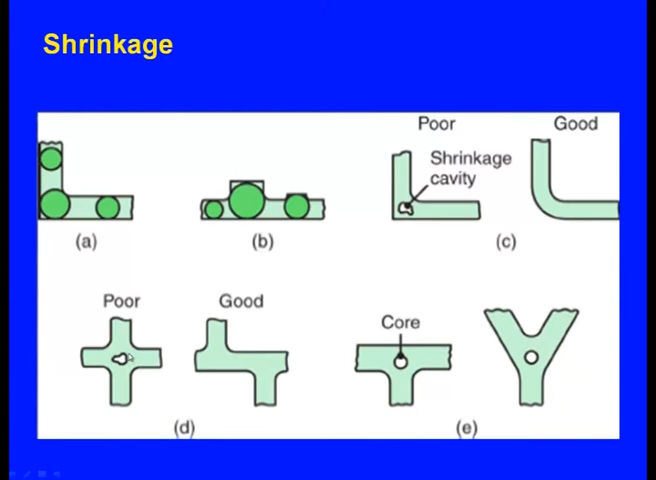 Shrinkage
Poor
Good
Shrinkage
cavity
(a)
(b)
(c)
Poor
Good
Core
(d)
(e)